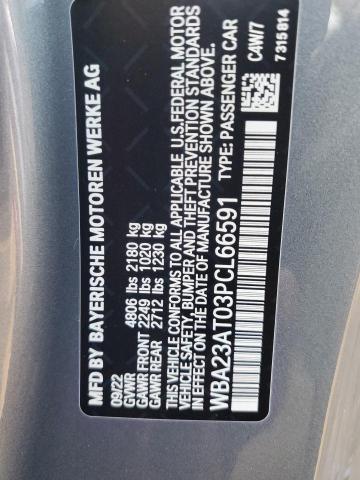 MFD BY BAYERISCHE MOTOREN WERKE AG
09/22
GVWR 4806 lbs 2180 kg
GAWR FRONT 2249 lbs 1020 kg
GAWR REAR 2712 lbs 1230 kg
THIS VEHICLE CONFORMS TO ALL APPLICABLE U.S. FEDERAL MOTOR
VEHICLE SAFETY, BUMPER AND THEFT PREVENTION STANDARDS
IN EFFECT ON THE DATE OF MANUFACTURE SHOWN ABOVE.
WBA23AT03PCL66591 TYPE: PASSENGER CAR
C4W/7
7 315 814